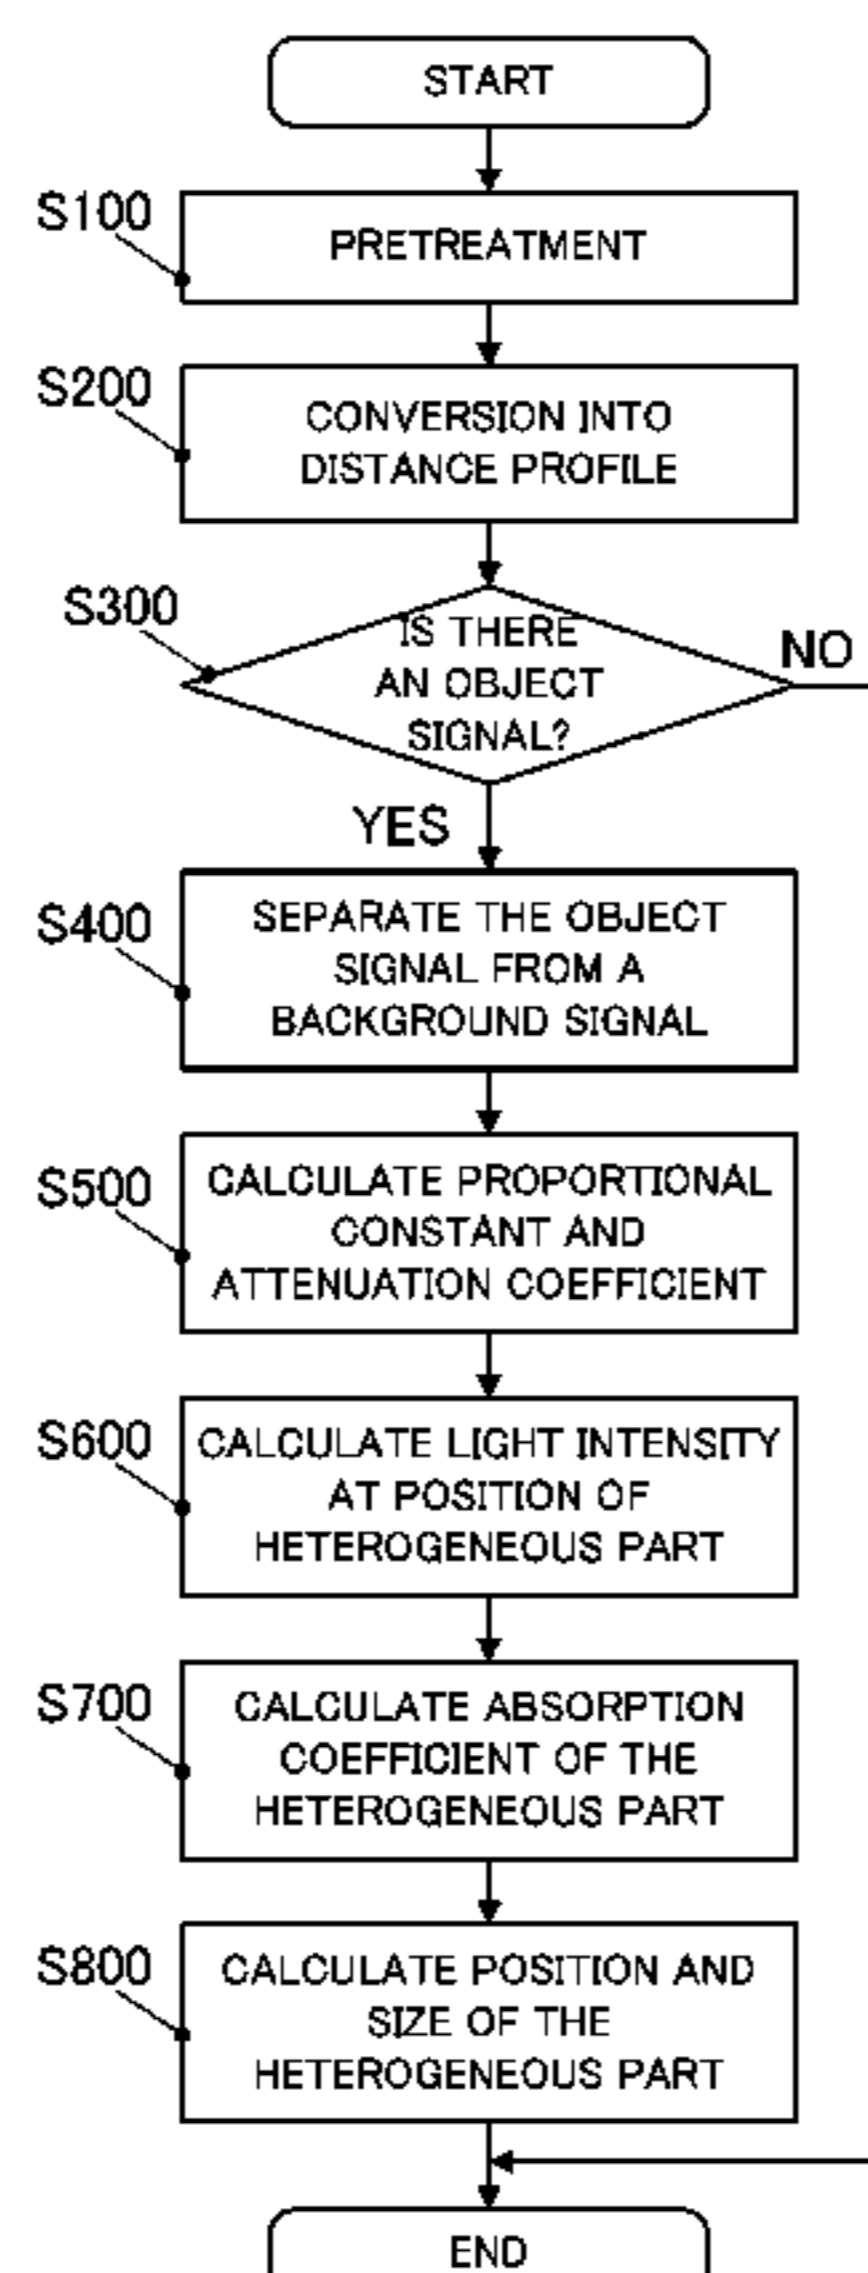 START
S100
PRETREATMENT
S200
CONVERSION INTO
DISTANCE PROFILE
S300
IS THERE
AN OBJECT
SIGNAL?
NO
YES
S400
SEPARATE THE OBJECT
SIGNAL FROM A
BACKGROUND SIGNAL
S500
CALCULATE PROPORTIONAL
CONSTANT AND
ATTENUATION COEFFICIENT
S600
CALCULATE LIGHT INTENSITY
AT POSITION OF
HETEROGENEOUS PART
S700
CALCULATE ABSORPTION
COEFFICIENT OF THE
HETEROGENEOUS PART
S800
CALCULATE POSITION AND
SIZE OF THE
HETEROGENEOUS PART
END